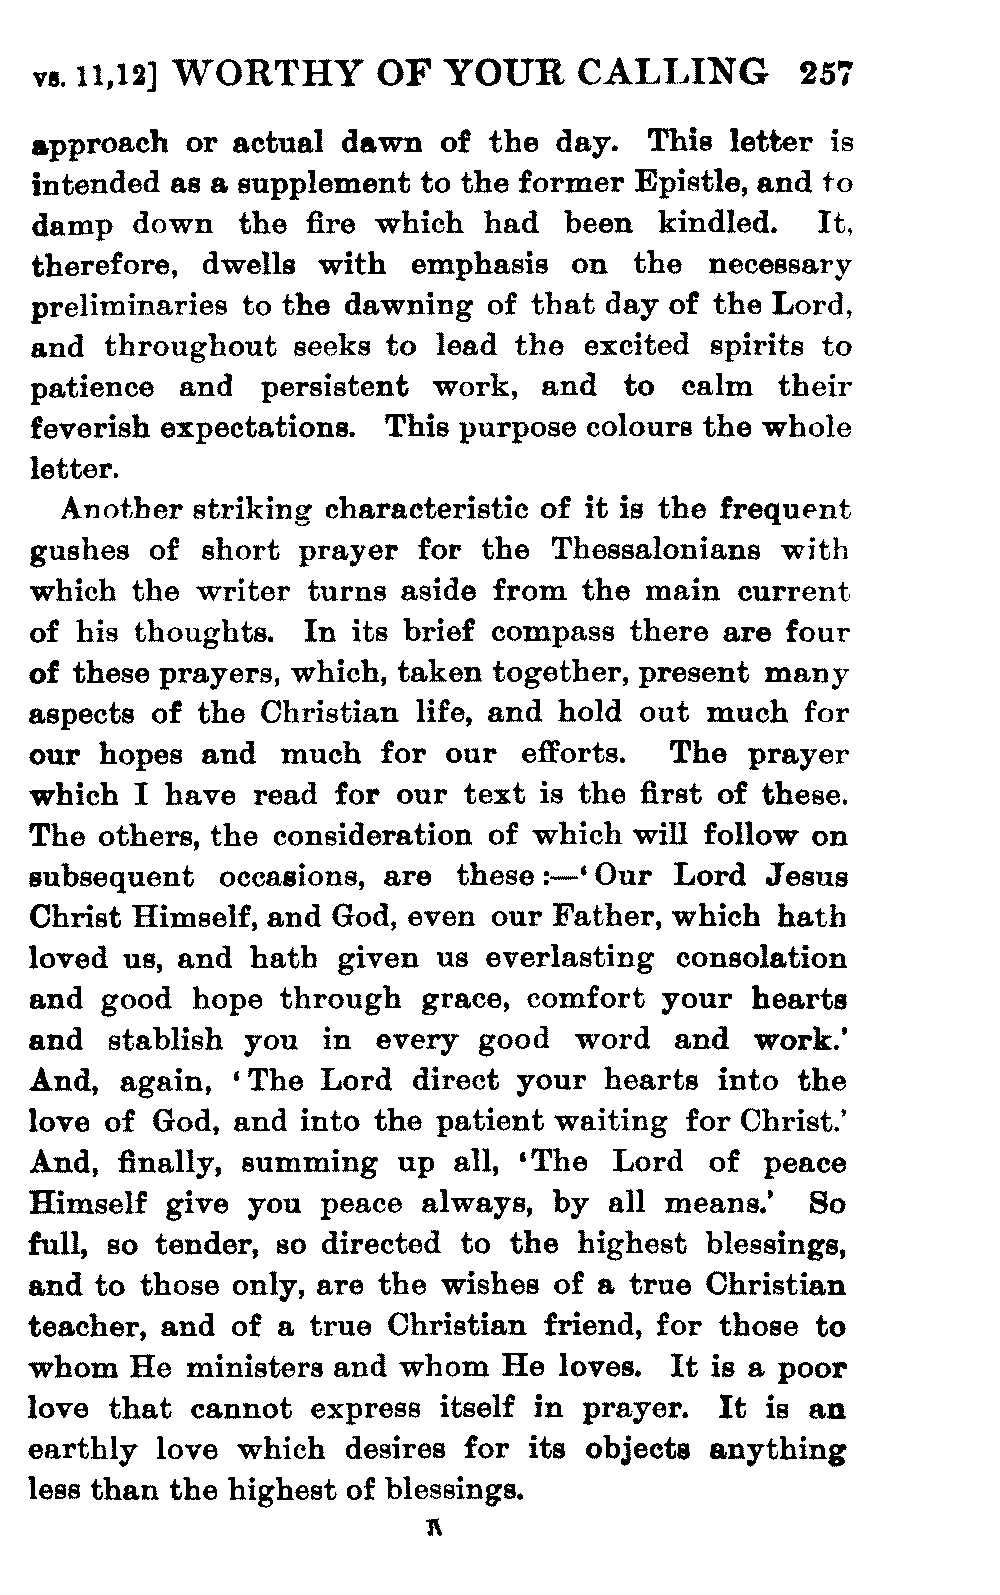 vs. 11,12] WORTHY OF YOUR CALLING 257
approach or actual dawn of the day. This letter is
intended as a supplement to the former Epistle, and to
damp down the fire which had been kindled. It,
therefore, dwells with emphasis on the necessary
preliminaries to the dawning of that day of the Lord,
and throughout seeks to lead the excited spirits to
patience and persistent work, and to calm their
feverish expectations. This purpose colours the whole
letter.
Another striking characteristic of it is the frequent
gushes of short prayer for the Thessalonians with
which the writer turns aside from the main current
of his thoughts. In its brief compass there are four
of these prayers, which, taken together, present many
aspects of the Christian life, and hold out much for
our hopes and much for our efforts. The prayer
which I have read for our text is the first of these.
The others, the consideration of which will follow on
subsequent occasions, are these:—‘Our Lord Jesus
Christ Himself, and God, even our Father, which hath
loved us, and hath given us everlasting consolation
and good hope through grace, comfort your hearts
and stablish you in every good word and work.’
And, again, ‘The Lord direct your hearts into the
love of God, and into the patient waiting for Christ.’
And, finally, summing up all, ‘The Lord of peace
Himself give you peace always, by all means.’ So
full, so tender, so directed to the highest blessings,
and to those only, are the wishes of a true Christian
teacher, and of a true Christian friend, for those to
whom He ministers and whom He loves. It is a poor
love that cannot express itself in prayer. It is an
earthly love which desires for its objects anything
less than the highest of blessings.